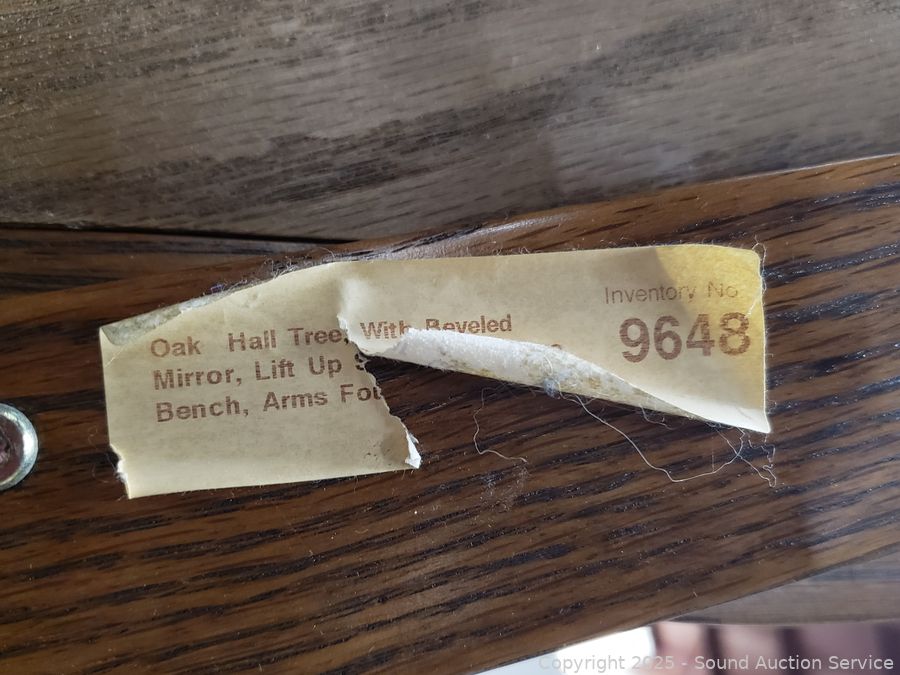 Inventory No.
9648
Oak Hall Tree, With Beveled
Mirror, Lift Up
Bench, Arms
Copyright 2025 - Sound Auction Service